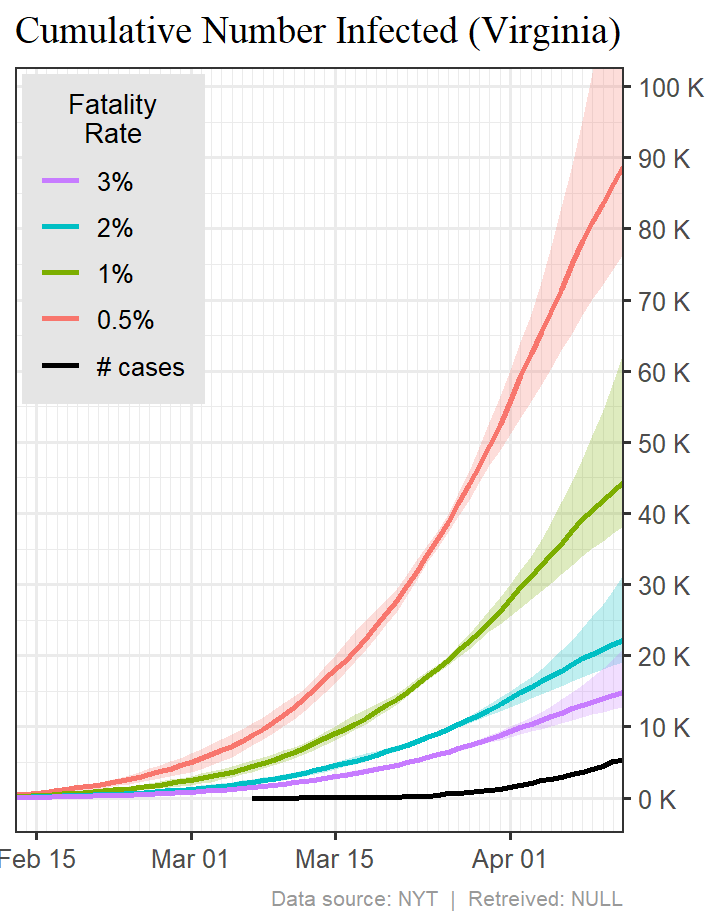 Cumulative Number Infected (Virginia)
Fatality
Rate
3%
2%
1%
0.5%
# cases
100 K
90 K
80 K
70 K
60 K
50 K
40 K
30 K
20 K
10 K
0 K
Feb 15
Mar 01
Mar 15
Apr 01
Data source: NYT | Retreived: NULL